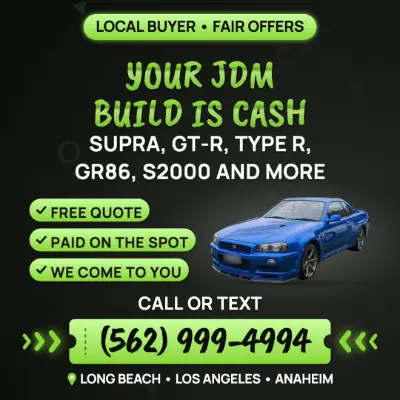 LOCAL BUYER • FAIR OFFERS
YOUR JDM
BUILD IS CASH
SUPRA, GT-R, TYPE R,
GR86, S2000 AND MORE
FREE QUOTE
PAID ON THE SPOT
WE COME TO YOU
CALL OR TEXT
(562) 999-4994
LONG BEACH • LOS ANGELES • ANAHEIM